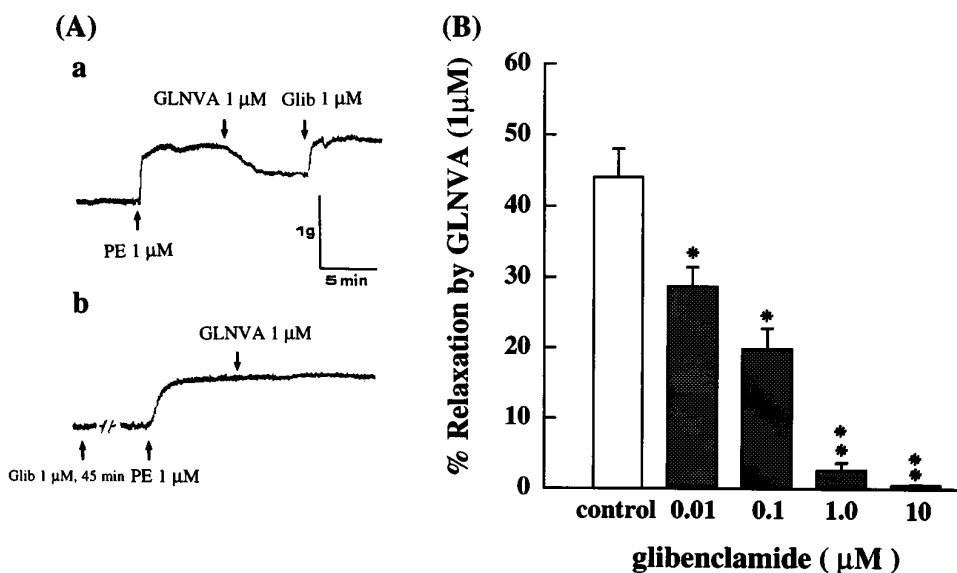 (A)
a
GLNVA 1 μM Glib 1 μM
PE 1 μM
1g
5 min
b
GLNVA 1 μM
Glib 1 μM, 45 min PE 1 μM
(B)
% Relaxation by GLNVA (1μM)
60
50
40
30
20
10
0
*
*
*
*
*
*
control 0.01 0.1 1.0 10
glibenclamide ( μM )